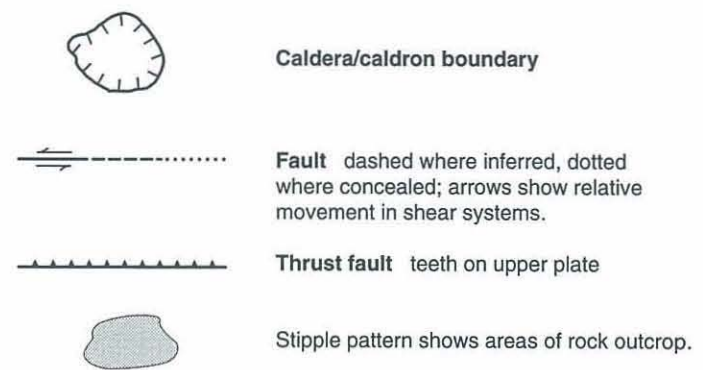 Caldera/caldron boundary
Fault dashed where inferred, dotted
where concealed; arrows show relative
movement in shear systems.
Thrust fault teeth on upper plate
Stipple pattern shows areas of rock outcrop.